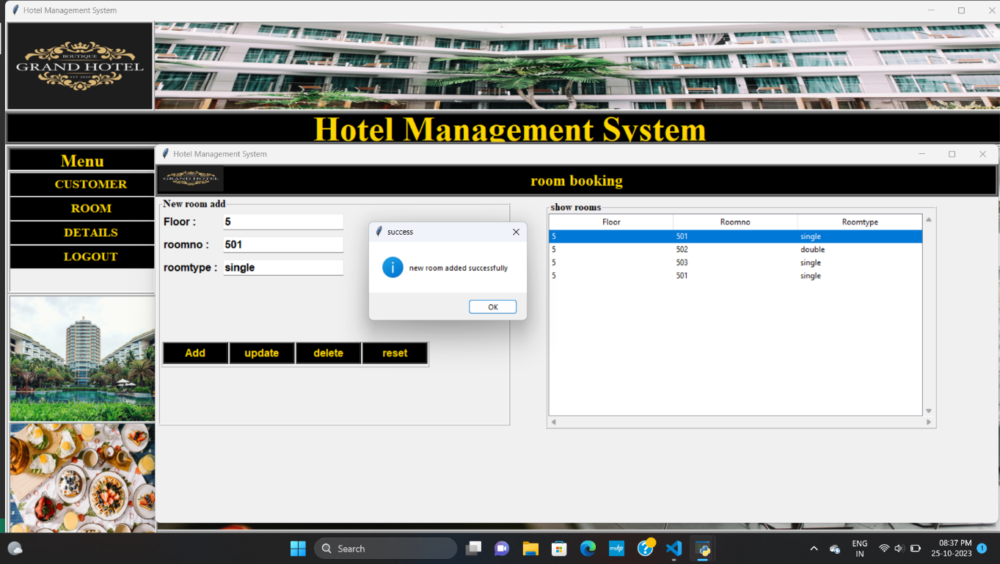 Hotel Management System
BOUTIQUE
GRAND HOTEL
EST 2020
Hotel Management System
Menu
CUSTOMER
ROOM
DETAILS
LOGOUT
Hotel Management System
GRAND HOTEL
room booking
New room add
Floor : 5
roomno : 501
roomtype : single
Add update delete reset
success
new room added successfully
OK
show rooms
Floor Roomno Roomtype
5 501 single
5 502 double
5 503 single
5 501 single
Search
myhp
ENG
IN
08:37 PM
25-10-2023
1